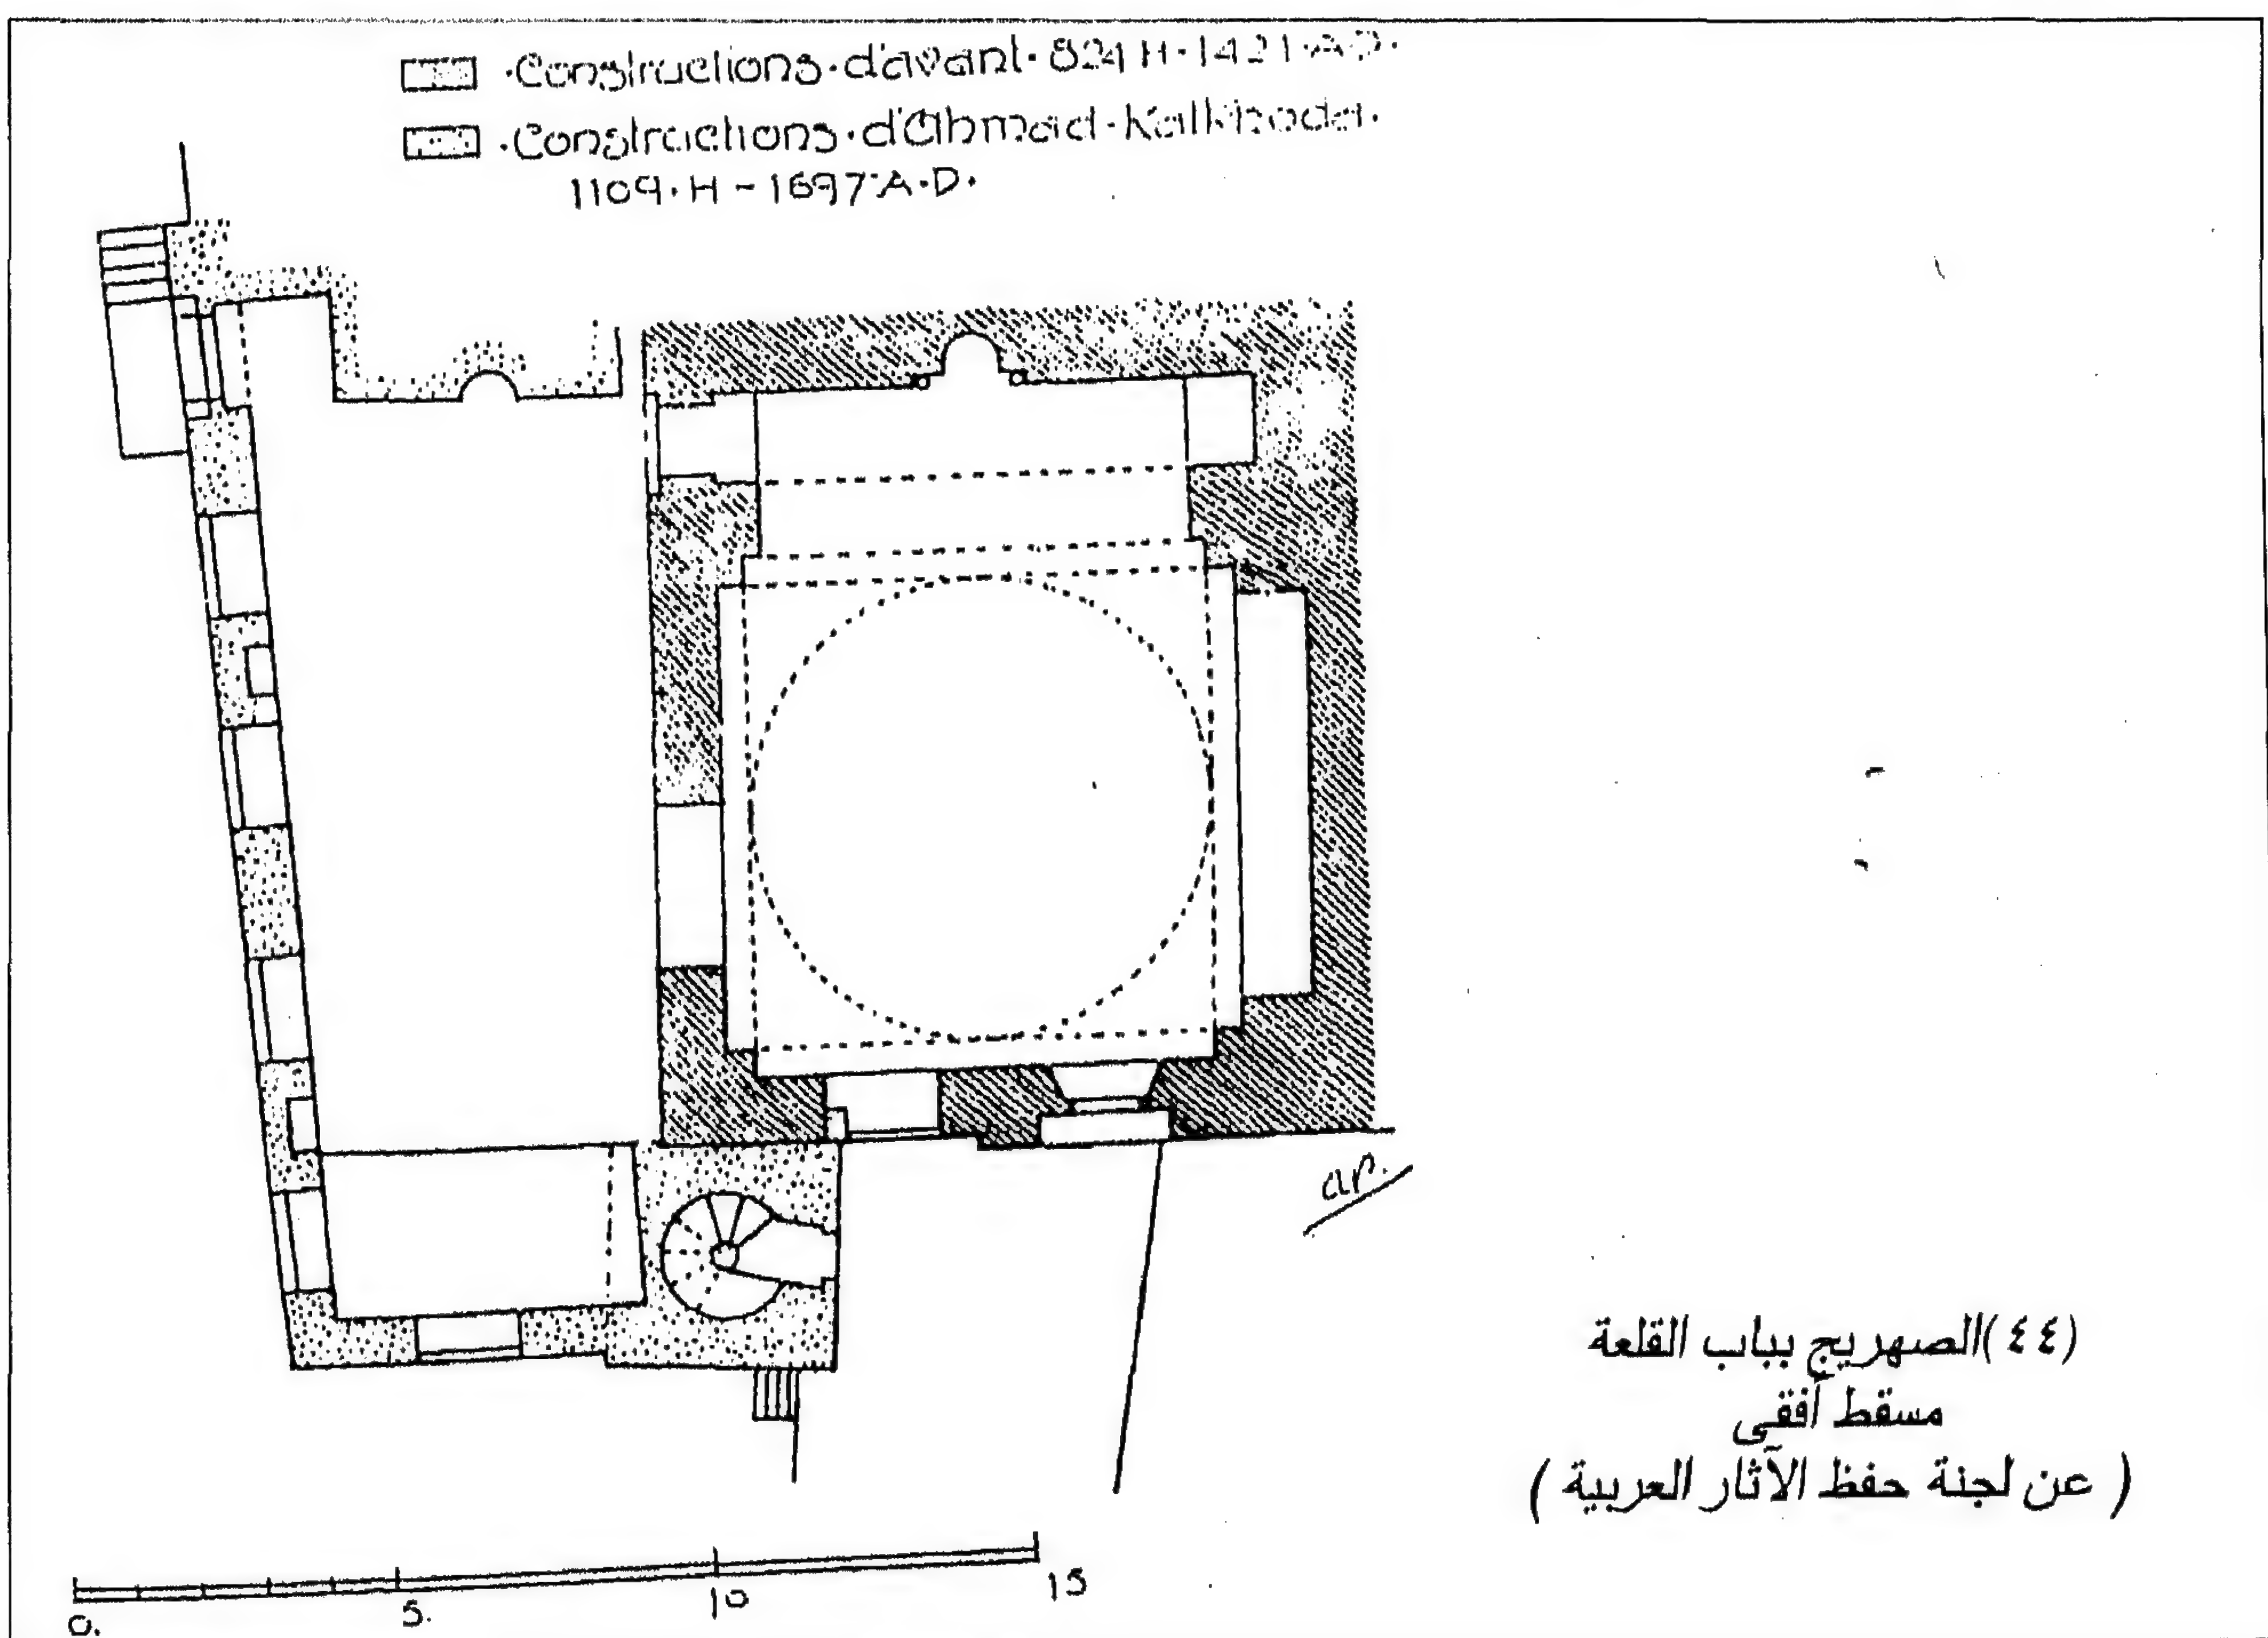 ·Constructions·d'avant·824 H·1421·A·D·
·Constructions·d'Ahmad·Katkhoda·
1109·H – 1697·A·D·
a.p.
0. 5. 10 15
(٤٤) الصهريج بباب القلعة
مسقط أفقى
( عن لجنة حفظ الآثار العربية )